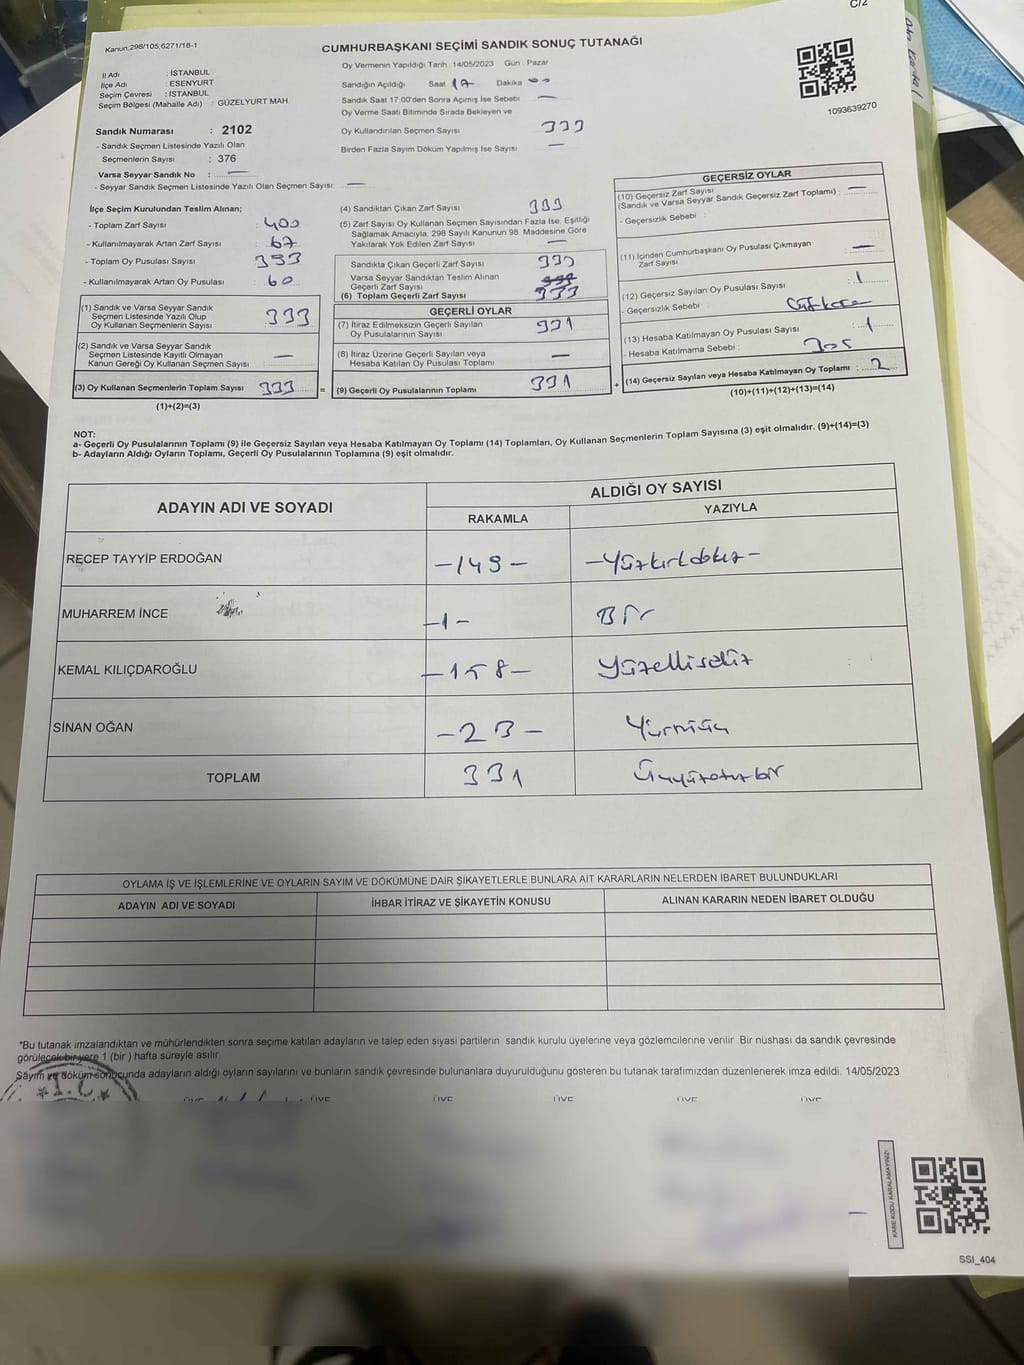 C/2
Kanun:298/105;6271/18-1
CUMHURBAŞKANI SEÇİMİ SANDIK SONUÇ TUTANAĞI
İl Adı : İSTANBUL
İlçe Adı : ESENYURT
Seçim Çevresi : İSTANBUL
Seçim Bölgesi (Mahalle Adı) : GÜZELYURT MAH.
Sandık Numarası : 2102
- Sandık Seçmen Listesinde Yazılı Olan
Seçmenlerin Sayısı : 376
Varsa Seyyar Sandık No : —
- Seyyar Sandık Seçmen Listesinde Yazılı Olan Seçmen Sayısı: —
Oy Vermenin Yapıldığı Tarih :14/05/2023 Gün : Pazar
Sandığın Açıldığı Saat 17 Dakika 00
Sandık Saat 17:00'den Sonra Açımış İse Sebebi —
Oy Verme Saati Bitiminde Sırada Bekleyen ve
Oy Kullandırılan Seçmen Sayısı 333
Birden Fazla Sayım Döküm Yapılmış İse Sayısı —
1093639270
İlçe Seçim Kurulundan Teslim Alınan;
- Toplam Zarf Sayısı : 400
- Kullanılmayarak Artan Zarf Sayısı : 67
- Toplam Oy Pusulası Sayısı : 393
- Kullanılmayarak Artan Oy Pusulası : 60
(1) Sandık ve Varsa Seyyar Sandık
Seçmen Listesinde Yazılı Olup
Oy Kullanan Seçmenlerin Sayısı : 333
(2) Sandık ve Varsa Seyyar Sandık
Seçmen Listesinde Kayıtlı Olmayan
Kanun Gereği Oy Kullanan Seçmen Sayısı —
(3) Oy Kullanan Seçmenlerin Toplam Sayısı 333 =
(1)+(2)=(3)
(4) Sandıktan Çıkan Zarf Sayısı 333
(5) Zarf Sayısı Oy Kullanan Seçmen Sayısından Fazla İse, Eşitliği
Sağlamak Amacıyla, 298 Sayılı Kanunun 98. Maddesine Göre
Yakılarak Yok Edilen Zarf Sayısı —
Sandıkta Çıkan Geçerli Zarf Sayısı 333
Varsa Seyyar Sandıktan Teslim Alınan
Geçerli Zarf Sayısı
(6) Toplam Geçerli Zarf Sayısı 333
GEÇERLİ OYLAR
(7) İtiraz Edilmeksizin Geçerli Sayılan
Oy Pusulalarının Sayısı 331
(8) İtiraz Üzerine Geçerli Sayılan veya
Hesaba Katılan Oy Pusulası Toplamı —
(9) Geçerli Oy Pusulalarının Toplamı 331 +
GEÇERSİZ OYLAR
(10) Geçersiz Zarf Sayısı
(Sandık ve Varsa Seyyar Geçersiz Zarf Toplamı) : —
- Geçersizlik Sebebi :
(11) İçinden Cumhurbaşkanı Oy Pusulası Çıkmayan
Zarf Sayısı —
(12) Geçersiz Sayılan Oy Pusulası Sayısı : 1
- Geçersizlik Sebebi :
(13) Hesaba Katılmayan Oy Pusulası Sayısı : 1
- Hesaba Katılmama Sebebi :
(14) Geçersiz Sayılan veya Hesaba Katılmayan Oy Toplamı : 2
(10)+(11)+(12)+(13)=(14)
NOT:
a- Geçerli Oy Pusulalarının Toplamı (9) ile Geçersiz Sayılan veya Hesaba Katılmayan Oy Toplamı (14) Toplamları, Oy Kullanan Seçmenlerin Toplam Sayısına (3) eşit olmalıdır. (9)+(14)=(3)
b- Adayların Aldığı Oyların Toplamı, Geçerli Oy Pusulalarının Toplamına (9) eşit olmalıdır.
ADAYIN ADI VE SOYADI ALDIĞI OY SAYISI
RAKAMLA YAZIYLA
RECEP TAYYİP ERDOĞAN -149- -Yüzkırkdokuz-
MUHARREM İNCE -1- Bir
KEMAL KILIÇDAROĞLU -158- Yüzellisekiz
SİNAN OĞAN -23- Yirmiüç
TOPLAM 331 Üçyüzotuzbir
OYLAMA İŞ VE İŞLEMLERİNE VE OYLARIN SAYIM VE DÖKÜMÜNE DAİR ŞİKAYETLERLE BUNLARA AİT KARARLARIN NELERDEN İBARET BULUNDUKLARI
ADAYIN ADI VE SOYADI İHBAR İTİRAZ VE ŞİKAYETİN KONUSU ALINAN KARARIN NEDEN İBARET OLDUĞU
*Bu tutanak imzalandıktan ve mühürlendikten sonra seçime katılan adayların ve talep eden siyasi partilerin sandık kurulu üyelerine veya gözlemcilerine verilir. Bir nüshası da sandık çevresinde
görülecek bir yere 1 (bir ) hafta süreyle asılır.
Sayım ve döküm sonucunda adayların aldığı oyların sayılarını ve bunların sandık çevresinde bulunanlara duyurulduğunu gösteren bu tutanak tarafımızdan düzenlenerek imza edildi. 14/05/2023
T.C.
ÜYE ÜYE ÜYE ÜYE ÜYE ÜYE
KARE KODU KARALAMAYINIZ!
SSI_404